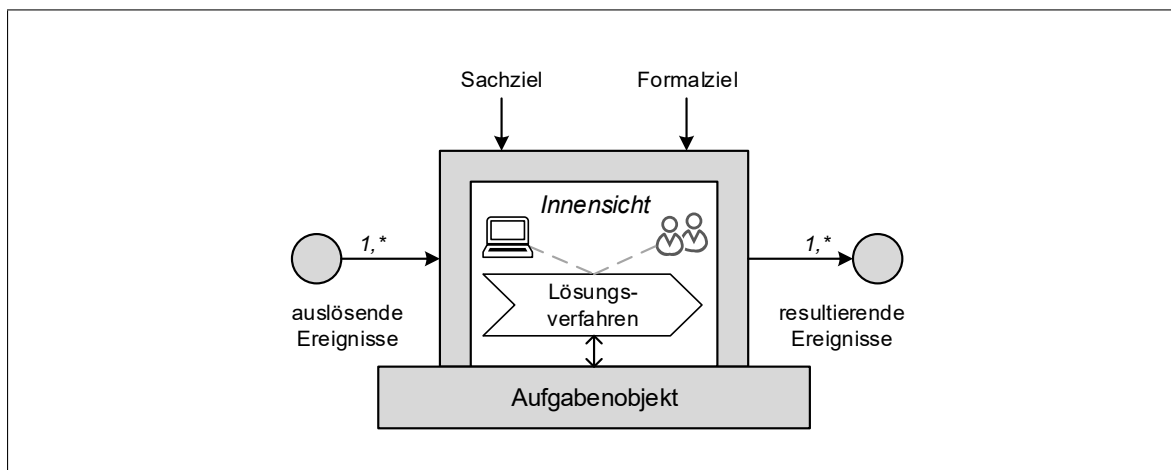 Sachziel
Formalziel
Innensicht
1,*
1,*
Lösungs-
verfahren
auslösende
Ereignisse
resultierende
Ereignisse
Aufgabenobjekt